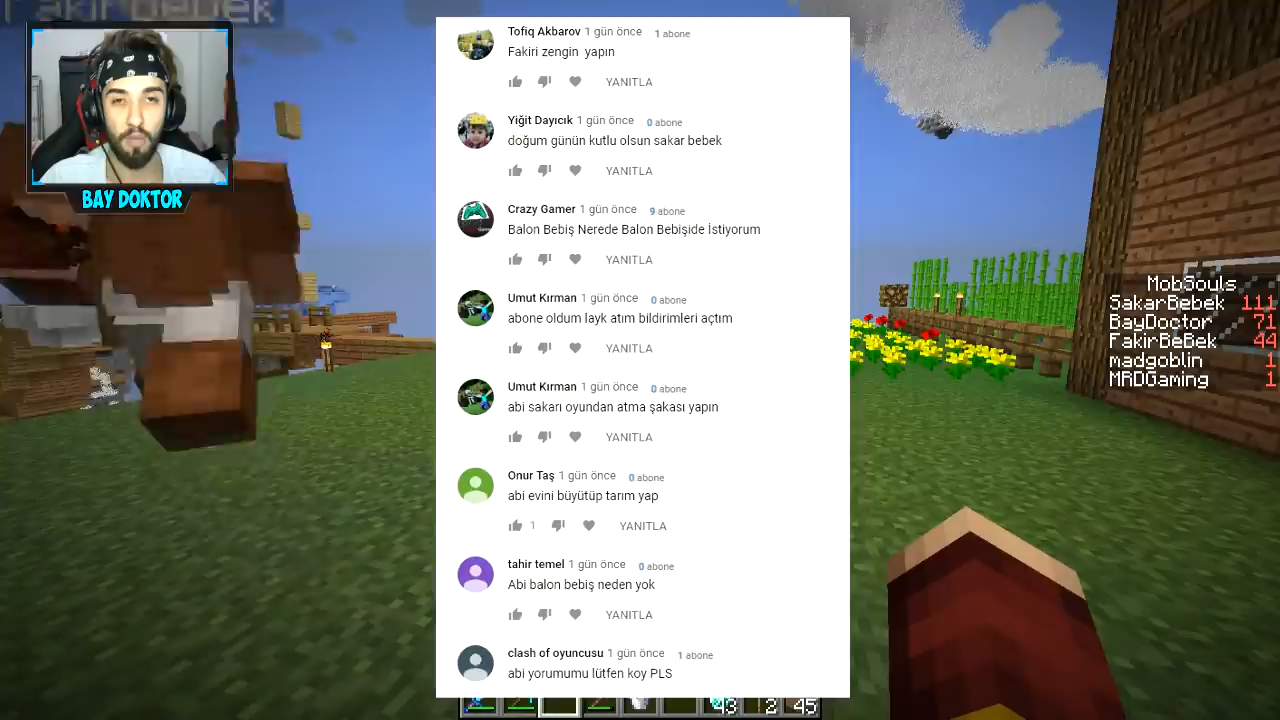 FakirBebek
BAY DOKTOR
Tofiq Akbarov 1 gün önce 1 abone
Fakiri zengin yapın
YANITLA
Yiğit Dayıcık 1 gün önce 0 abone
doğum günün kutlu olsun sakar bebek
YANITLA
Crazy Gamer 1 gün önce 9 abone
Balon Bebiş Nerede Balon Bebişide İstiyorum
YANITLA
Umut Kırman 1 gün önce 0 abone
abone oldum layk atım bildirimleri açtım
YANITLA
Umut Kırman 1 gün önce 0 abone
abi sakarı oyundan atma şakası yapın
YANITLA
Onur Taş 1 gün önce 0 abone
abi evini büyütüp tarım yap
1 YANITLA
tahir temel 1 gün önce 0 abone
Abi balon bebiş neden yok
YANITLA
clash of oyuncusu 1 gün önce 1 abone
abi yorumumu lütfen koy PLS
MobSouls
SakarBebek 111
BayDoctor 71
FakirBeBek 44
madgoblin 1
MRDGaming 1
43 2 45